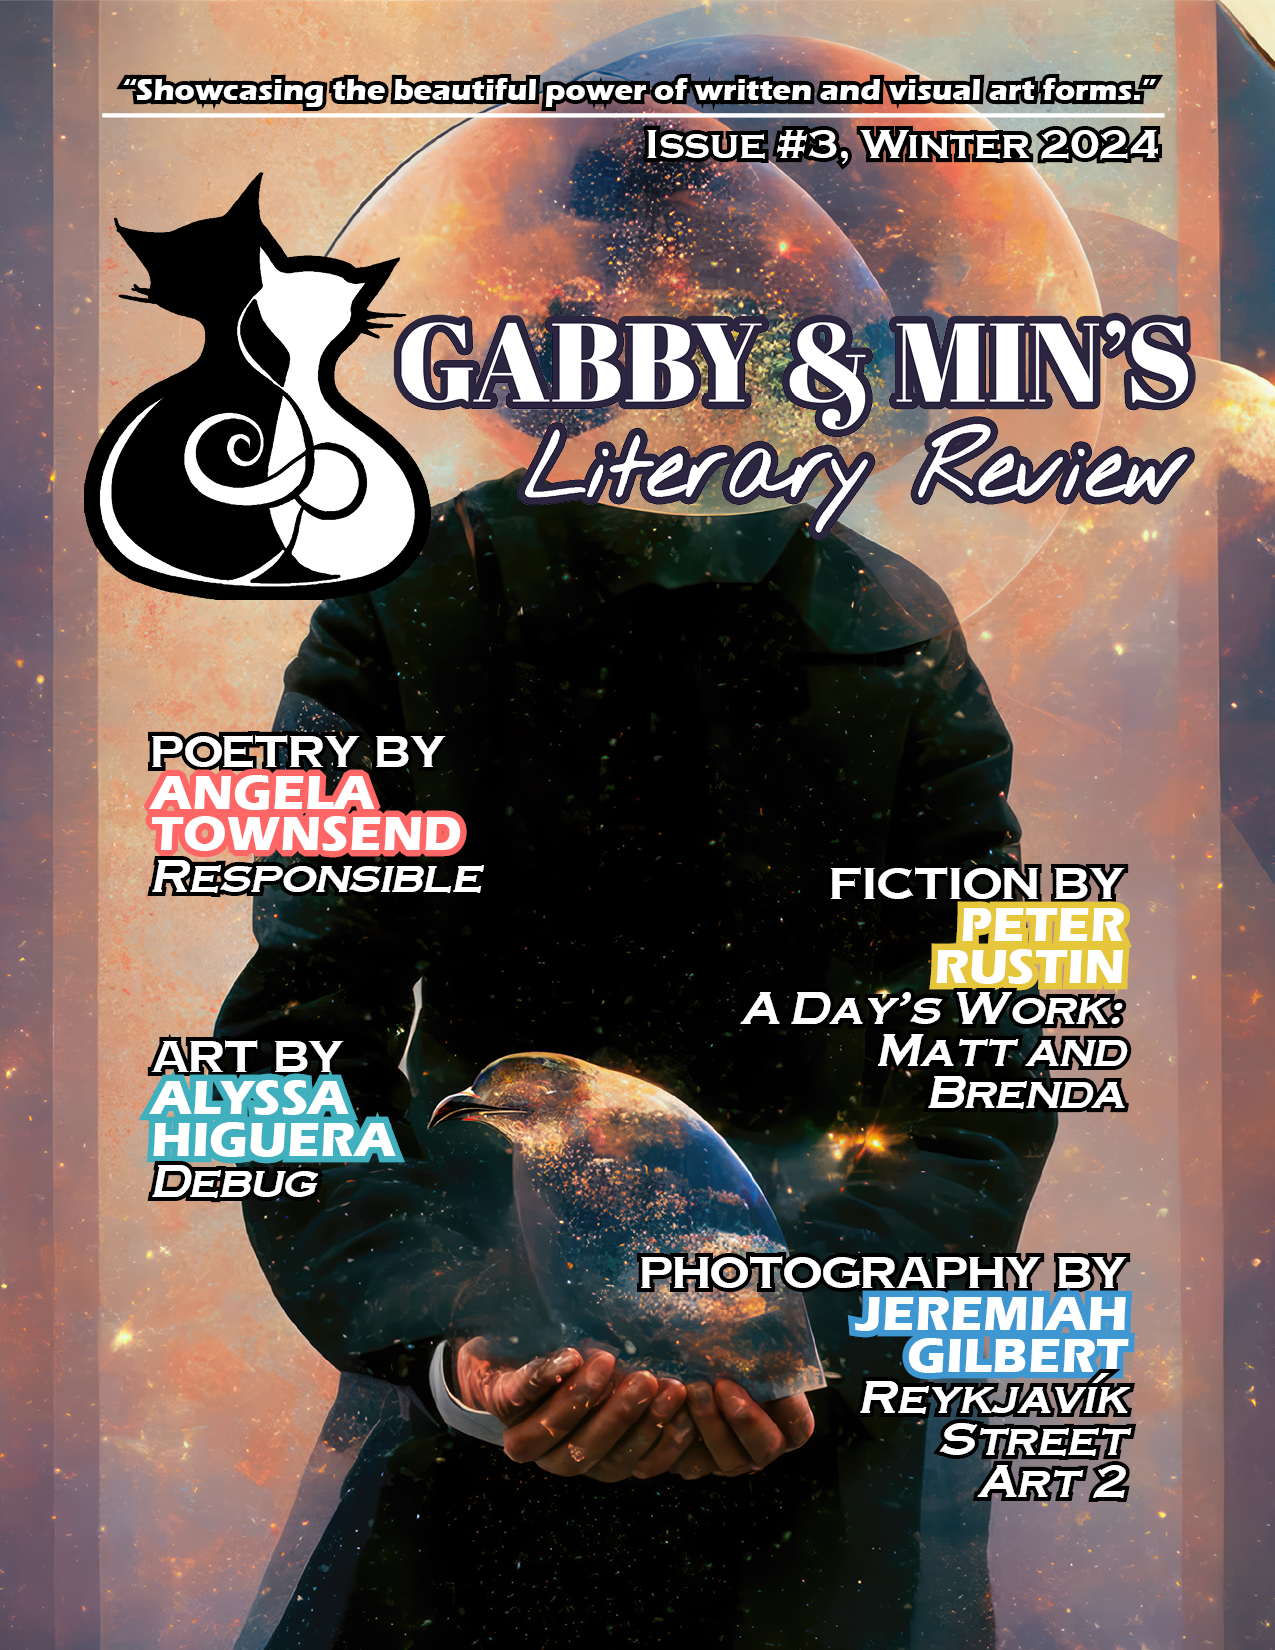 “Showcasing the beautiful power of written and visual art forms.”
Issue #3, Winter 2024
GABBY & MIN’S
Literary Review
POETRY BY
ANGELA
TOWNSEND
Responsible
FICTION BY
PETER
RUSTIN
A Day’s Work:
Matt and
Brenda
ART BY
ALYSSA
HIGUERA
Debug
PHOTOGRAPHY BY
JEREMIAH
GILBERT
Reykjavík
Street
Art 2